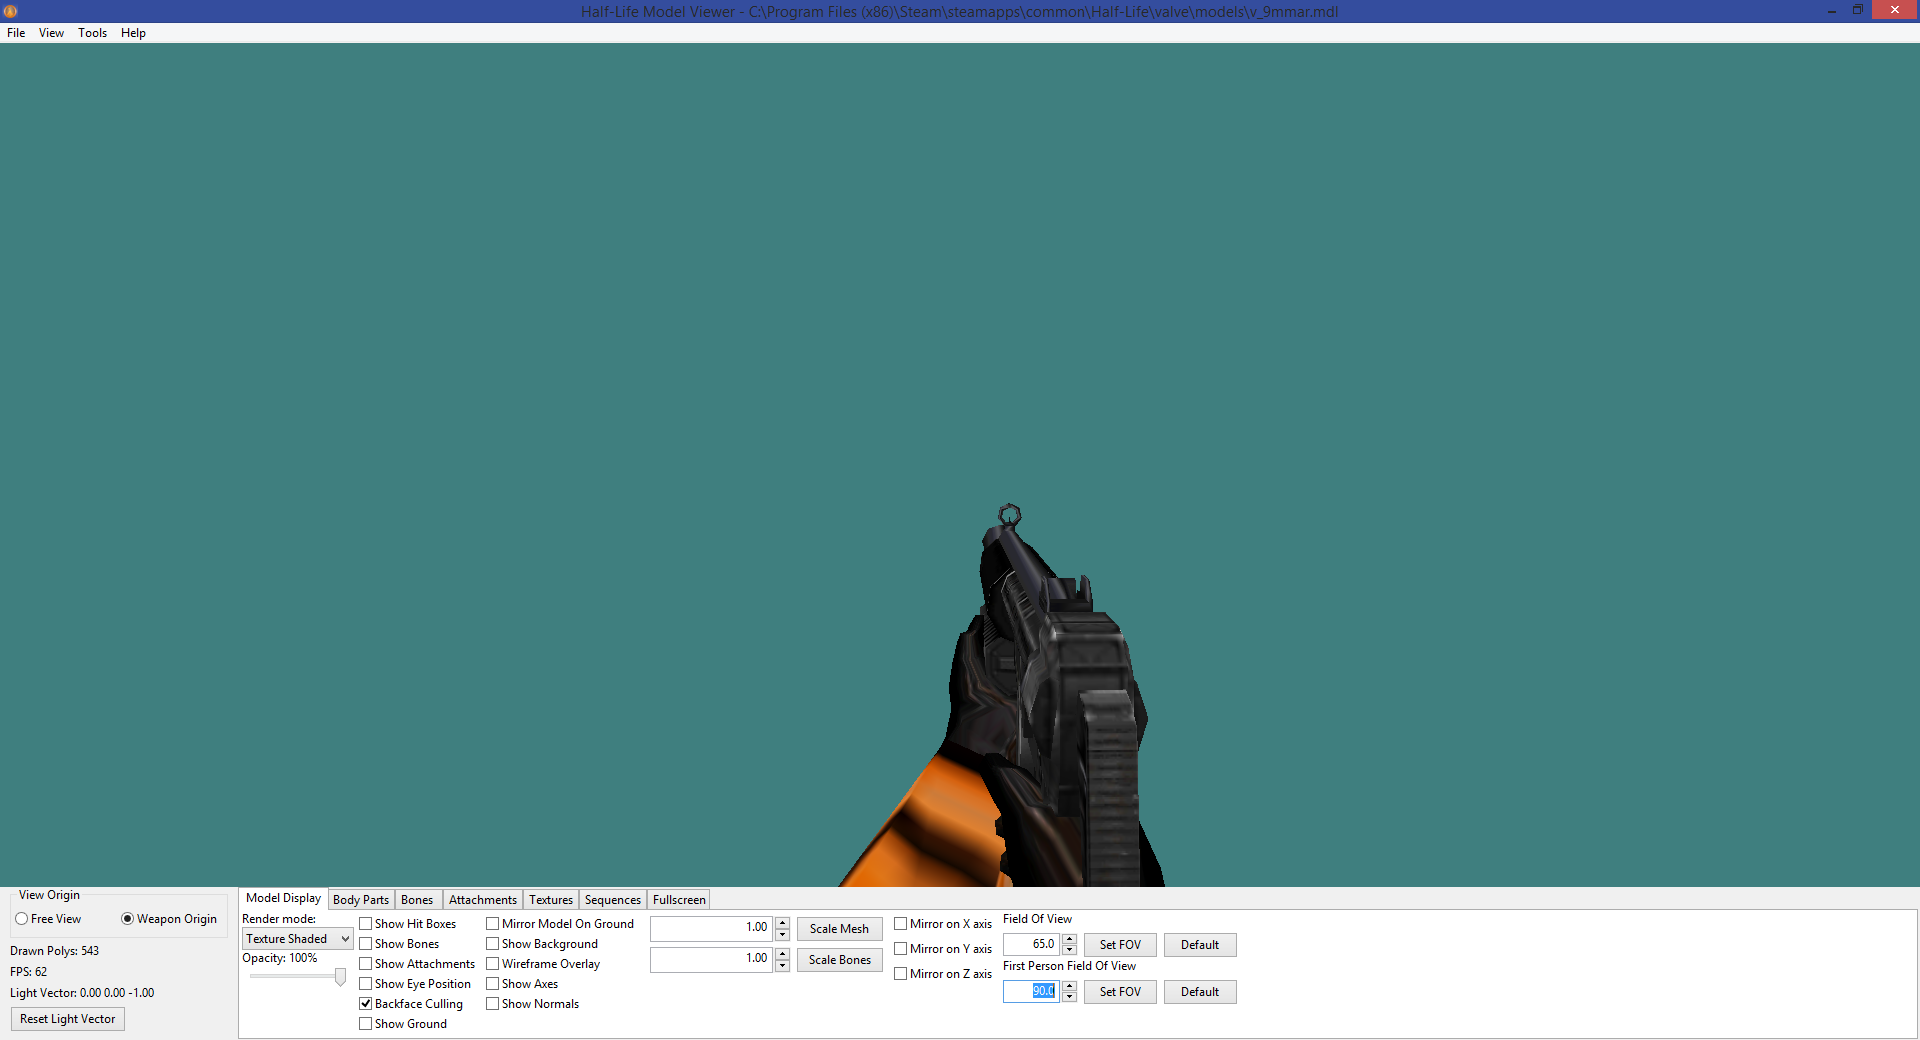 Half-Life Model Viewer - C:\Program Files (x86)\Steam\steamapps\common\Half-Life\valve\models\v_9mmar.mdl
File View Tools Help
View Origin
Free View Weapon Origin
Drawn Polys: 543
FPS: 62
Light Vector: 0.00 0.00 -1.00
Reset Light Vector
Model Display Body Parts Bones Attachments Textures Sequences Fullscreen
Render mode:
Texture Shaded
Opacity: 100%
Show Hit Boxes
Show Bones
Show Attachments
Show Eye Position
Backface Culling
Show Ground
Mirror Model On Ground
Show Background
Wireframe Overlay
Show Axes
Show Normals
1.00 Scale Mesh
1.00 Scale Bones
Mirror on X axis
Mirror on Y axis
Mirror on Z axis
Field Of View
65.0 Set FOV Default
First Person Field Of View
90.0 Set FOV Default